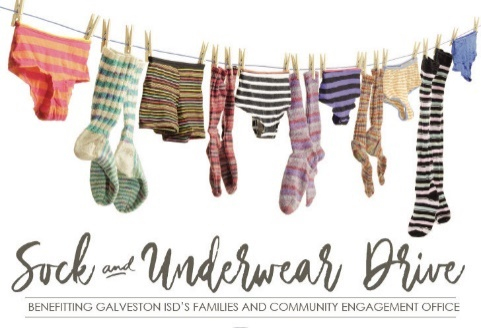 Sock and Underwear Drive
BENEFITTING GALVESTON ISD'S FAMILIES AND COMMUNITY ENGAGEMENT OFFICE